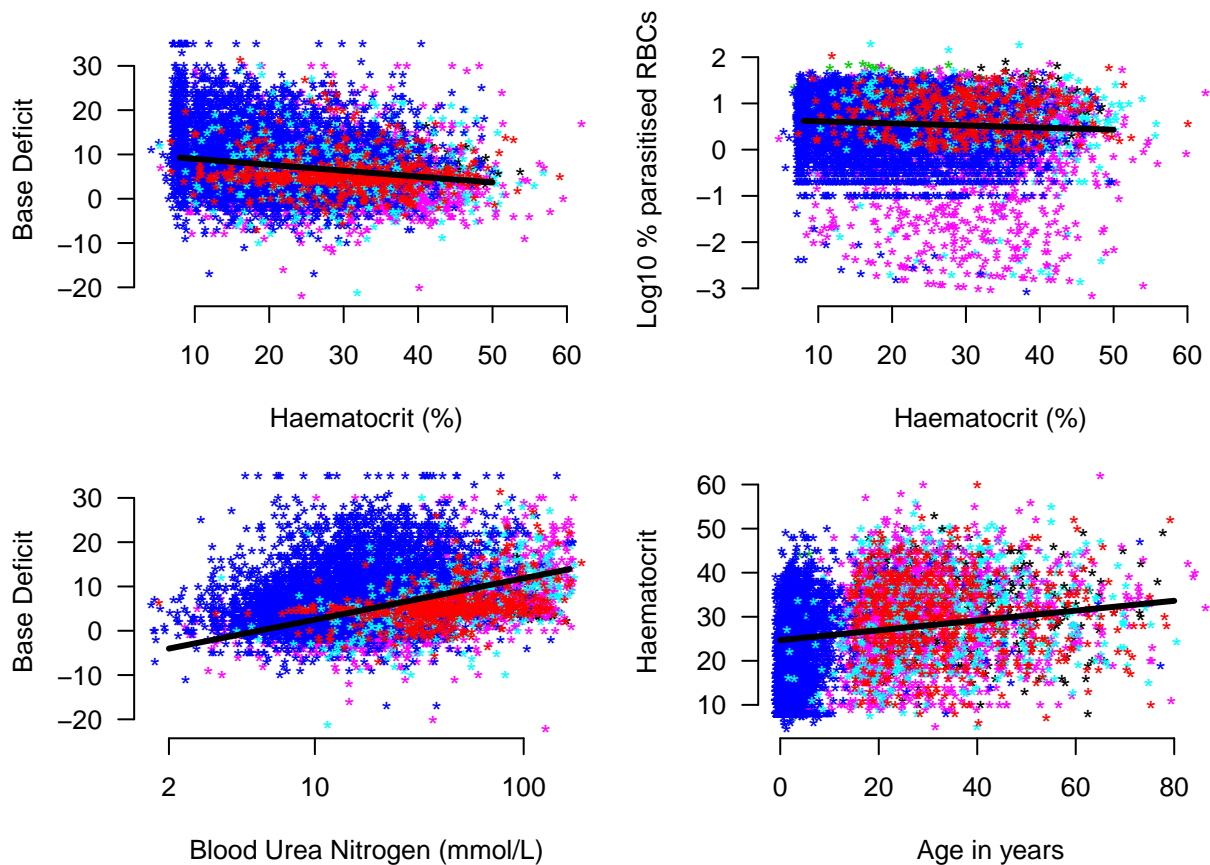 Base Deficit
30
20
10
0
−10
−20
10 20 30 40 50 60
Haematocrit (%)
Log10 % parasitised RBCs
2
1
0
−1
−2
−3
10 20 30 40 50 60
Haematocrit (%)
Base Deficit
30
20
10
0
−10
−20
2 10 100
Blood Urea Nitrogen (mmol/L)
Haematocrit
60
50
40
30
20
10
0 20 40 60 80
Age in years